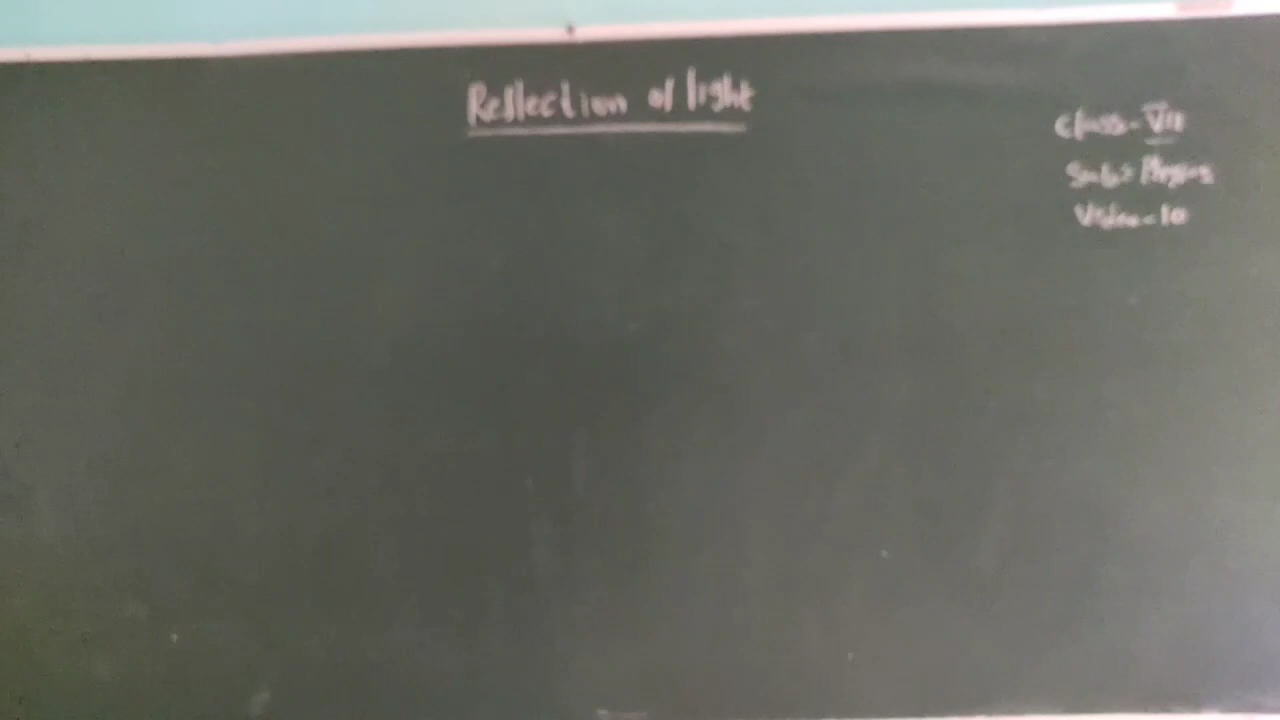 Reflection of light
Class- VII
Sub:- Physics
Video-10